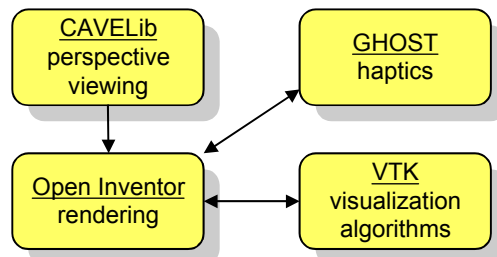 CAVELib
perspective
viewing
GHOST
haptics
Open Inventor
rendering
VTK
visualization
algorithms